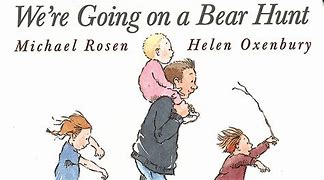 We're Going on a Bear Hunt
Michael Rosen Helen Oxenbury